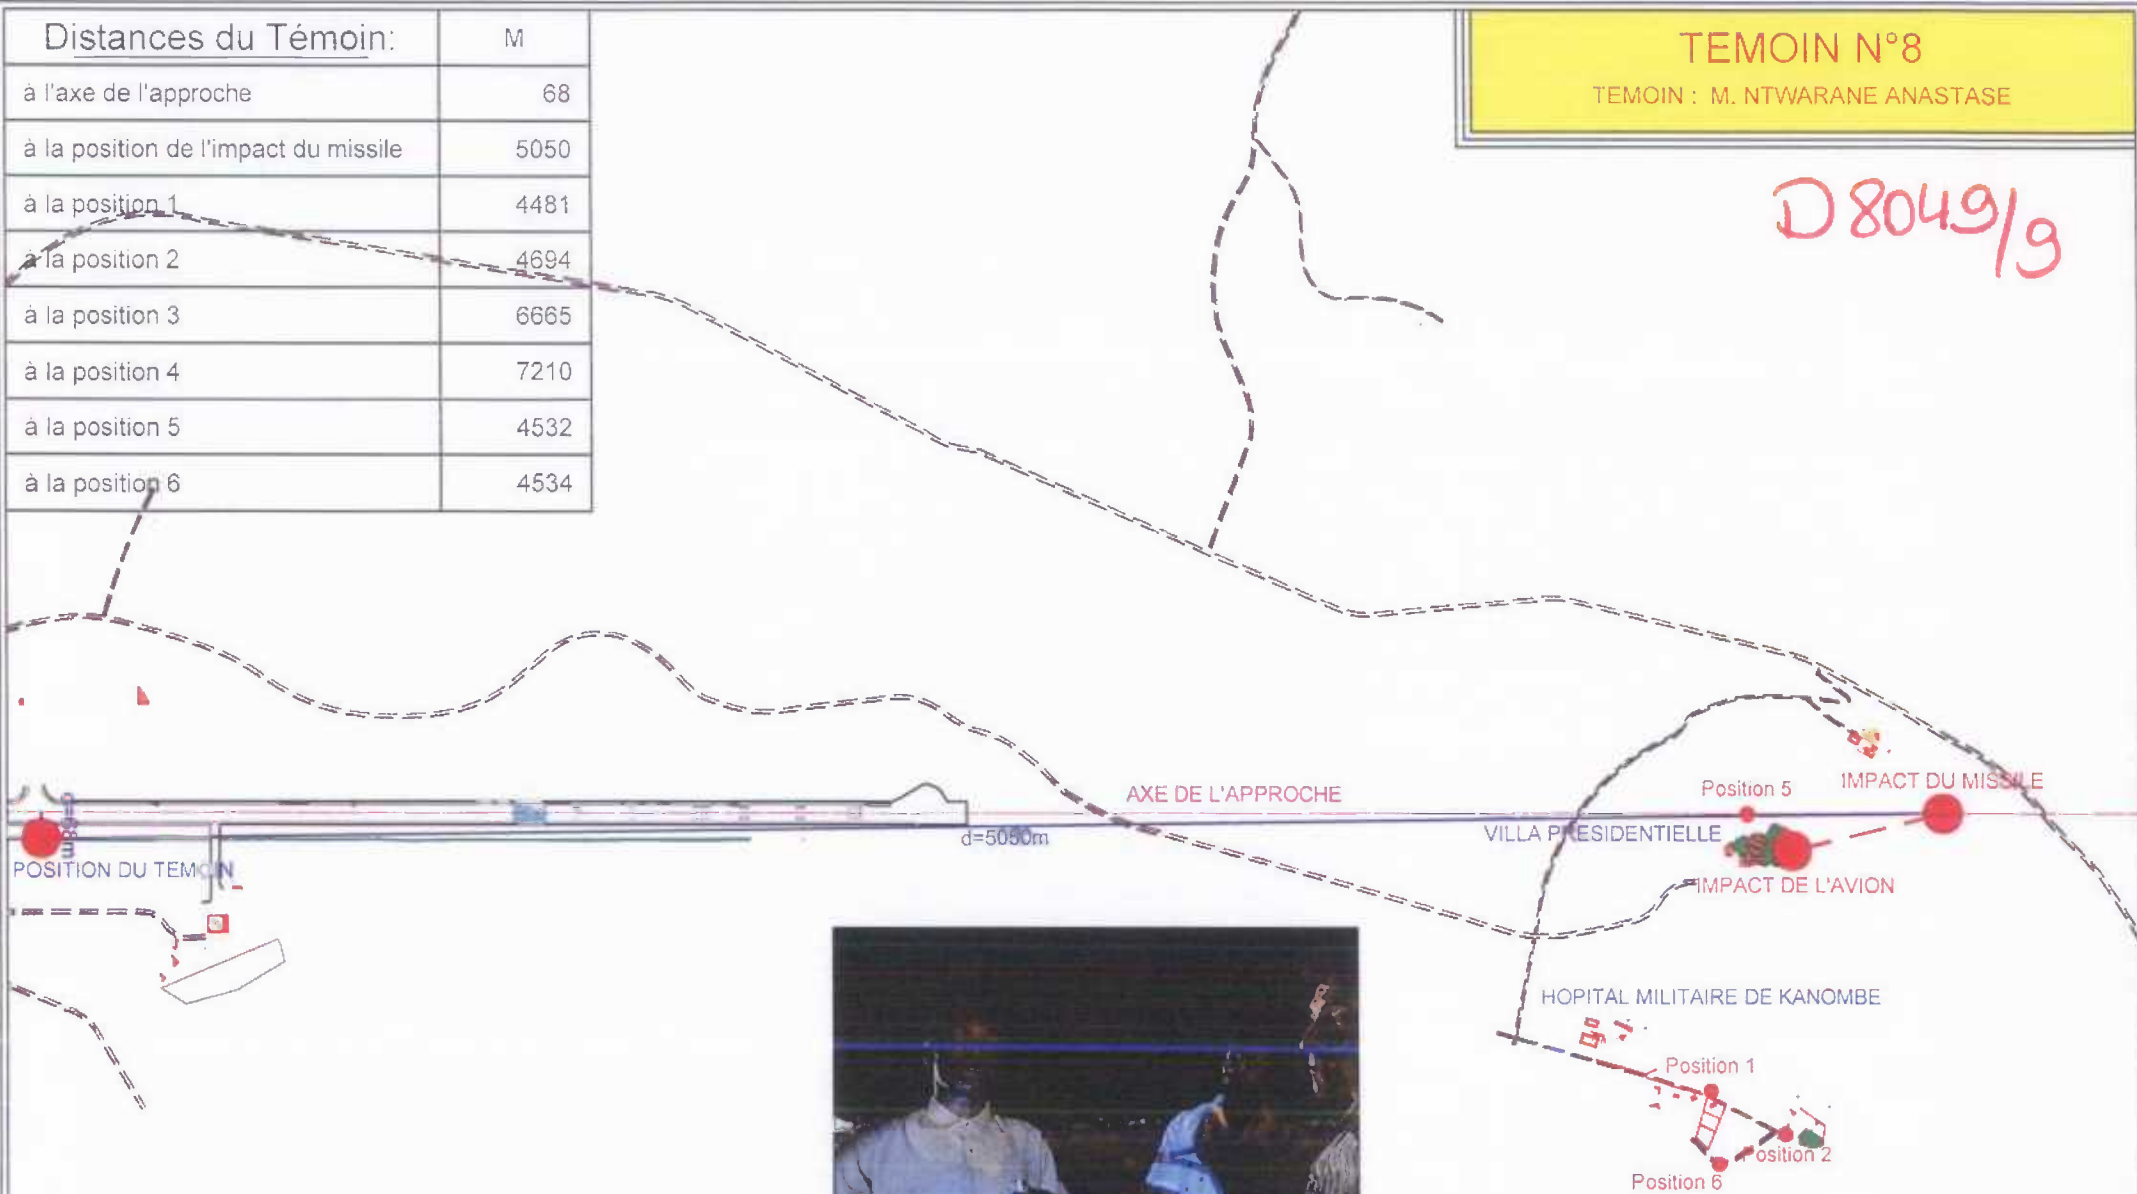 Distances du Témoin: M
à l'axe de l'approche 68
à la position de l'impact du missile 5050
à la position 1 4481
à la position 2 4694
à la position 3 6665
à la position 4 7210
à la position 5 4532
à la position 6 4534
TEMOIN N°8
TEMOIN : M. NTWARANE ANASTASE
D8049/9
AXE DE L'APPROCHE
Position 5
IMPACT DU MISSILE
d=68m
d=5050m
VILLA PRESIDENTIELLE
POSITION DU TEMOIN
IMPACT DE L'AVION
HOPITAL MILITAIRE DE KANOMBE
Position 1
Position 2
Position 6